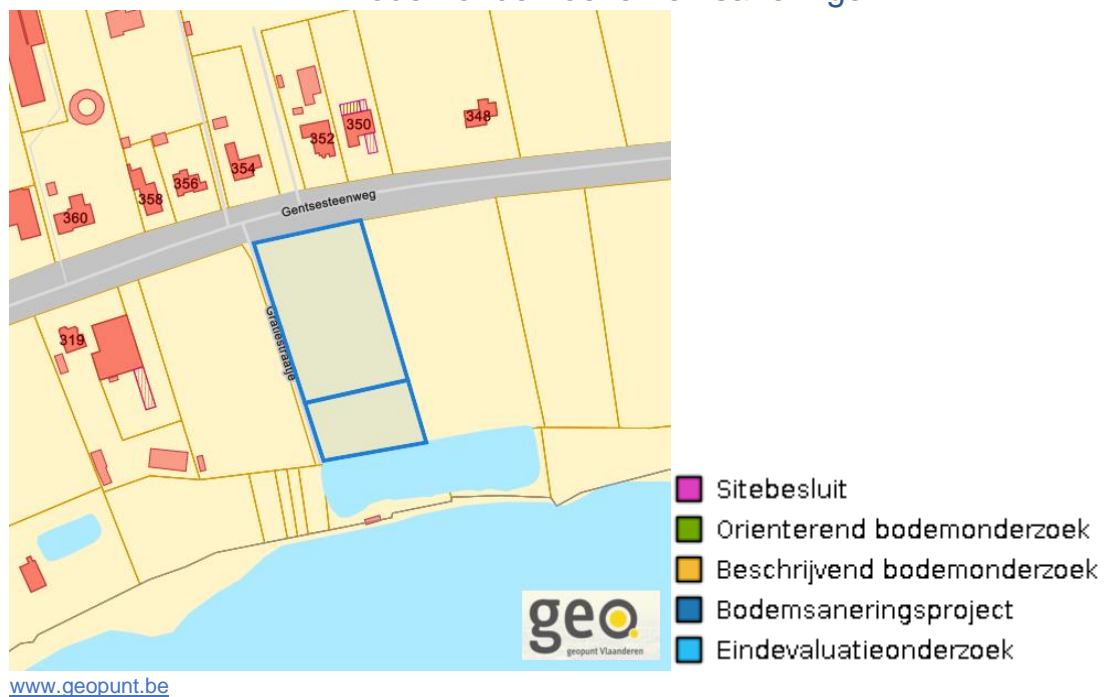 348
350
352
354
356
358
360
Gentsesteenweg
Gratiestraatje
319
geo.
geopunt Vlaanderen
Sitebesluit
Orienterend bodemonderzoek
Beschrijvend bodemonderzoek
Bodemsaneringsproject
Eindevaluatieonderzoek
www.geopunt.be